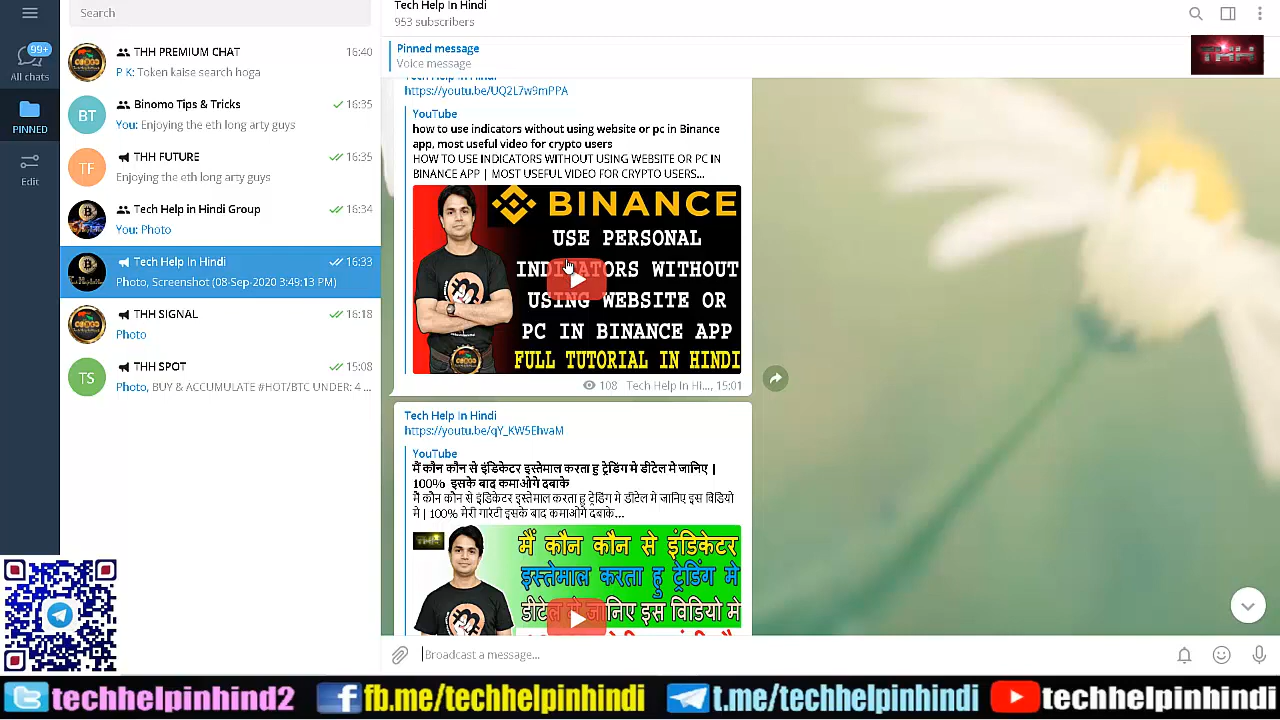 Search
99+
All chats
PINNED
Edit
THH PREMIUM CHAT 16:40
P K: Token kaise search hoga
BT
Binomo Tips & Tricks 16:35
You: Enjoying the eth long arty guys
TF
THH FUTURE 16:35
Enjoying the eth long arty guys
Tech Help in Hindi Group 16:34
You: Photo
Tech Help In Hindi 16:33
Photo, Screenshot (08-Sep-2020 3:49:13 PM)
THH SIGNAL 16:18
Photo
TS
THH SPOT 15:08
Photo, BUY & ACCUMULATE #HOT/BTC UNDER: 4 ...
Tech Help In Hindi
953 subscribers
Pinned message
Voice message
THH
Tech Help In Hindi
https://youtu.be/UQ2L7w9mPPA
YouTube
how to use indicators without using website or pc in Binance
app, most useful video for crypto users
HOW TO USE INDICATORS WITHOUT USING WEBSITE OR PC IN
BINANCE APP | MOST USEFUL VIDEO FOR CRYPTO USERS...
BINANCE
USE PERSONAL
INDICATORS WITHOUT
USING WEBSITE OR
PC IN BINANCE APP
FULL TUTORIAL IN HINDI
108 Tech Help In Hi..., 15:01
Tech Help In Hindi
https://youtu.be/qY_KW5EhvaM
YouTube
मैं कौन कौन से इंडिकेटर इस्तेमाल करता हु ट्रेडिंग मे डीटेल मे जानिए |
100% इसके बाद कमाओगे दबाके
मै कौन कौन से इंडिकेटर इस्तेमाल करता हु ट्रेडिंग मे डीटेल मे जानिए इस विडियो
मे | 100% मेरी गारंटी इसके बाद कमाओगे दबाके...
मैं कौन कौन से इंडिकेटर
इस्तेमाल करता हु ट्रेडिंग मे
डीटेल मे जानिए इस विडियो मे
Broadcast a message...
techhelpinhind2 fb.me/techhelpinhindi t.me/techhelpinhindi techhelpinhindi